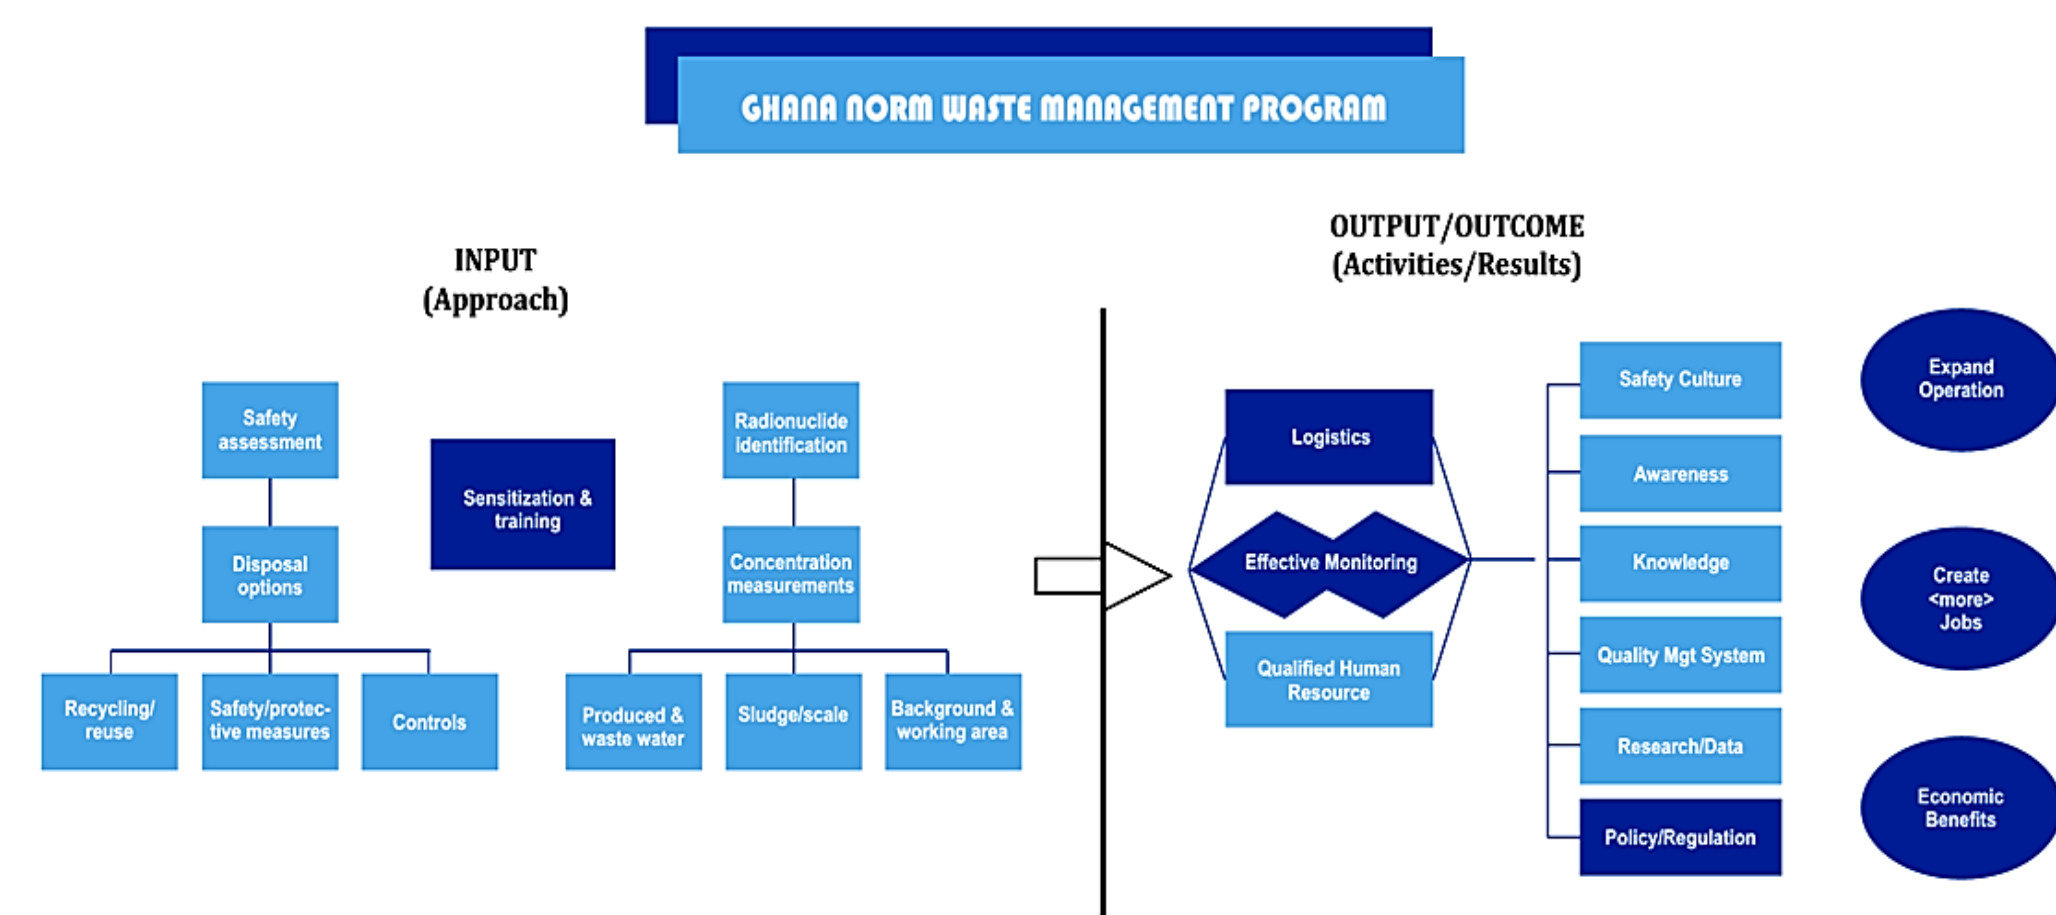 GHANA NORM WASTE MANAGEMENT PROGRAM
INPUT
(Approach)
OUTPUT/OUTCOME
(Activities/Results)
Safety
assessment
Sensitization &
training
Radionuclide
identification
Disposal
options
Concentration
measurements
Recycling/
reuse
Safety/protec-
tive measures
Controls
Produced &
waste water
Sludge/scale
Background &
working area
Logistics
Effective Monitoring
Qualified Human
Resource
Safety Culture
Awareness
Knowledge
Quality Mgt System
Research/Data
Policy/Regulation
Expand
Operation
Create
<more>
Jobs
Economic
Benefits